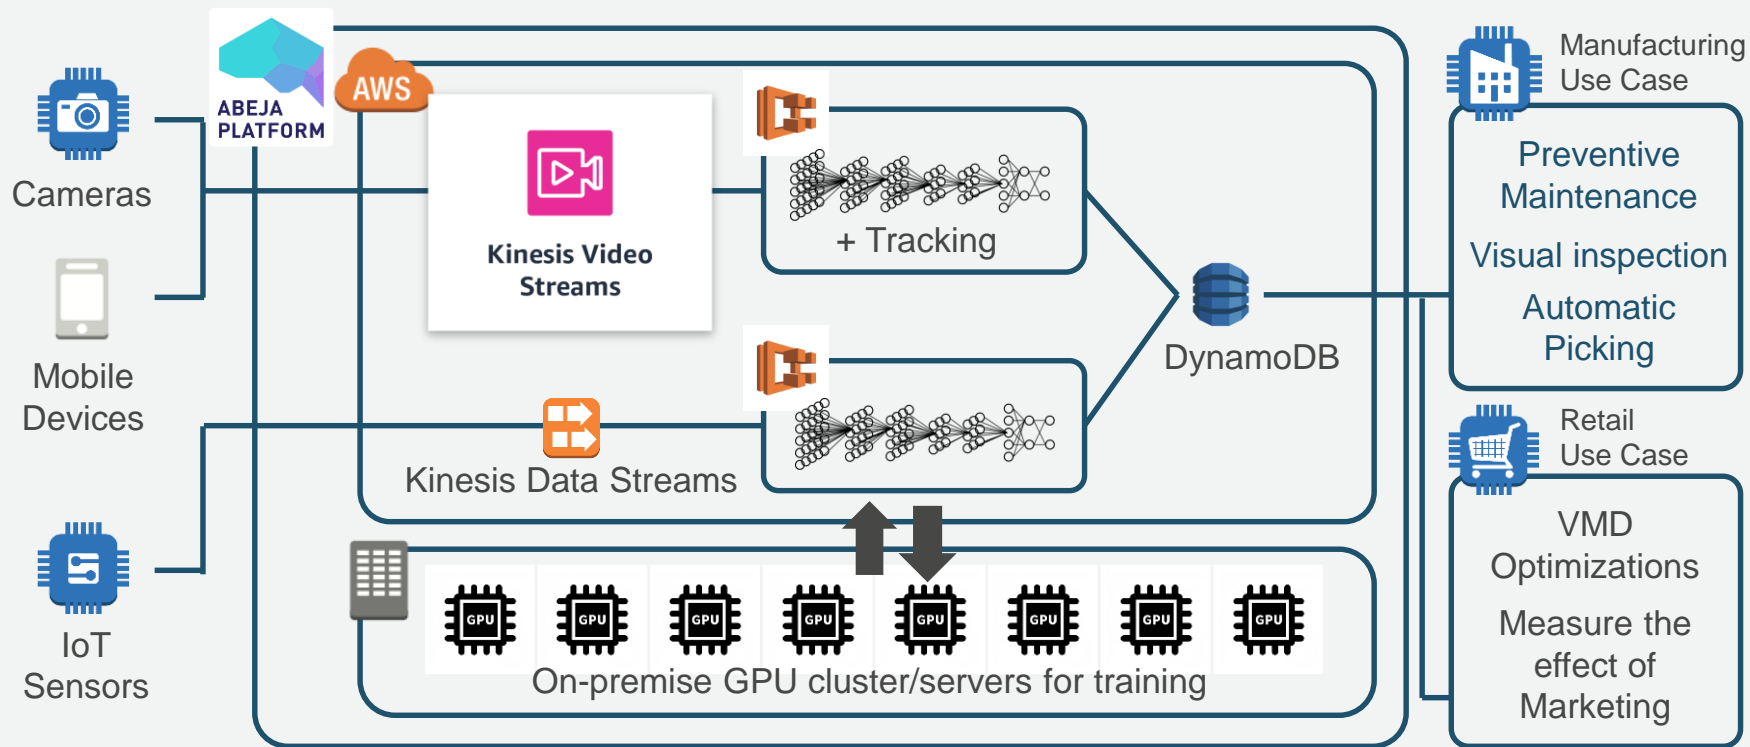 ABEJA
PLATFORM
AWS
Cameras
Mobile
Devices
IoT
Sensors
Kinesis Video
Streams
+ Tracking
Kinesis Data Streams
DynamoDB
GPU
GPU
GPU
GPU
GPU
GPU
GPU
GPU
On-premise GPU cluster/servers for training
Manufacturing
Use Case
Preventive
Maintenance
Visual inspection
Automatic
Picking
Retail
Use Case
VMD
Optimizations
Measure the
effect of
Marketing